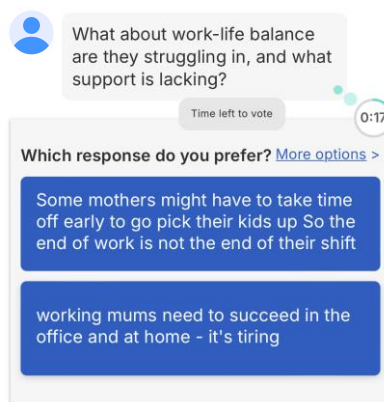 What about work-life balance
are they struggling in, and what
support is lacking?
Time left to vote
0:17
Which response do you prefer? More options >
Some mothers might have to take time
off early to go pick their kids up So the
end of work is not the end of their shift
working mums need to succeed in the
office and at home - it's tiring